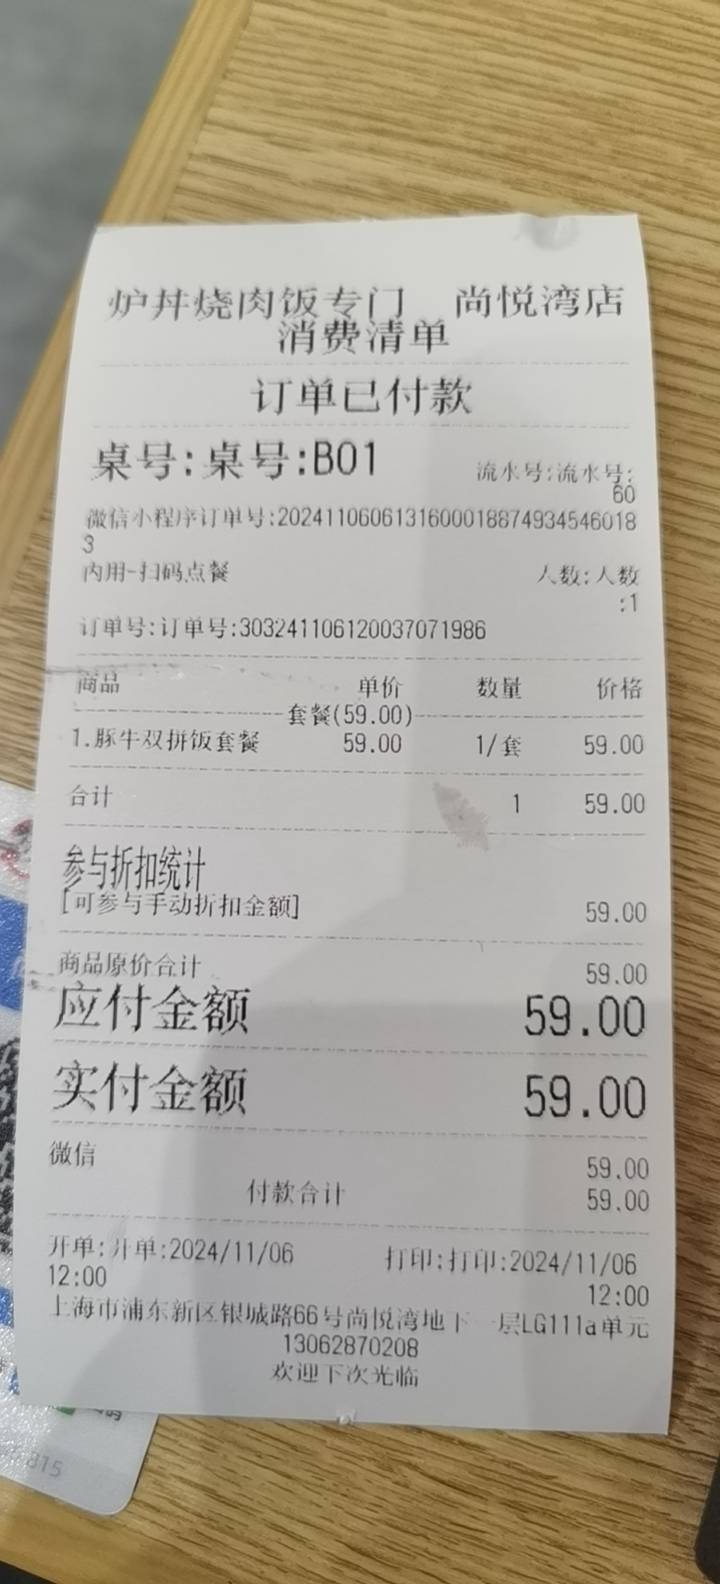 炉丼烧肉饭专门 尚悦湾店
消费清单
订单已付款
桌号:桌号:B01 流水号:流水号:
60
微信小程序订单号:2024110606131600018874934546018
3
内用-扫码点餐 人数:人数
:1
订单号:订单号:3032411061200370719​86
商品 单价 数量 价格
套餐(59.00)
1.豚牛双拼饭套餐 59.00 1/套 59.00
合计 1 59.00
参与折扣统计
[可参与手动折扣金额] 59.00
商品原价合计 59.00
应付金额 59.00
实付金额 59.00
微信 59.00
付款合计 59.00
开单:开单:2024/11/06 打印:打印:2024/11/06
12:00 12:00
上海市浦东新区银城路66号尚悦湾地下一层LG111a单元
13062870208
欢迎下次光临
815